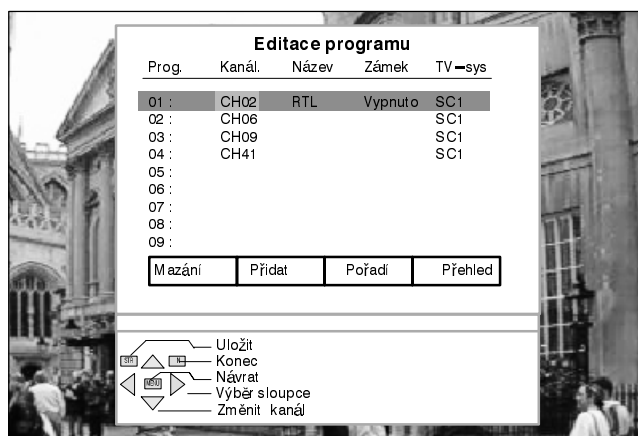 Editace programu
Prog. Kanál. Název Zámek TV–sys
01 : CH02 RTL Vypnuto SC1
02 : CH06 SC1
03 : CH09 SC1
04 : CH41 SC1
05 :
06 :
07 :
08 :
09 :
Mazání Přidat Pořadí Přehled
Uložit
STR N Konec
Návrat
MENU
Výběr sloupce
Změnit kanál